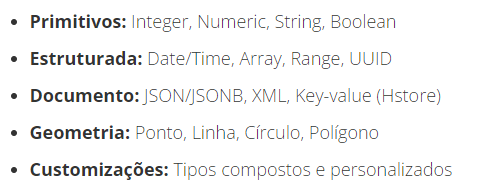 • Primitivos: Integer, Numeric, String, Boolean
• Estruturada: Date/Time, Array, Range, UUID
• Documento: JSON/JSONB, XML, Key-value (Hstore)
• Geometria: Ponto, Linha, Círculo, Polígono
• Customizações: Tipos compostos e personalizados